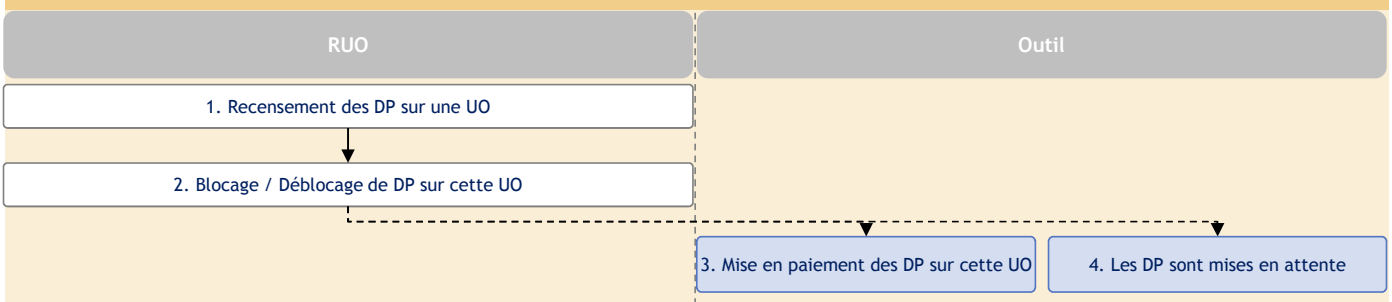 RUO
Outil
1. Recensement des DP sur une UO
2. Blocage / Déblocage de DP sur cette UO
3. Mise en paiement des DP sur cette UO
4. Les DP sont mises en attente